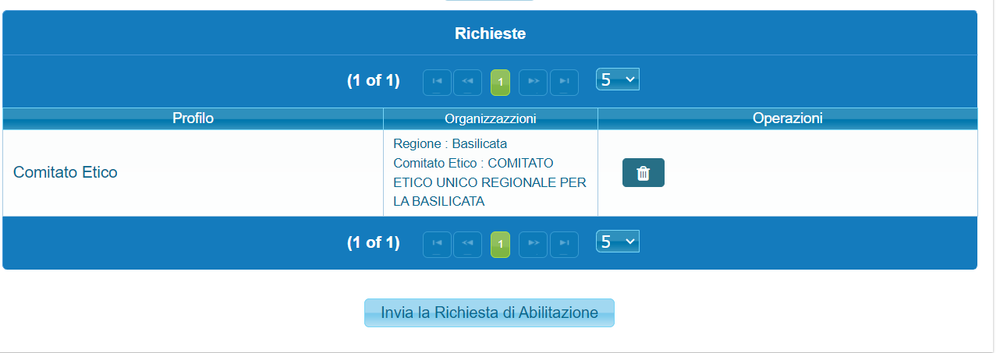 Richieste
(1 of 1) 1 5
Profilo Organizzazzioni Operazioni
Comitato Etico
Regione : Basilicata
Comitato Etico : COMITATO
ETICO UNICO REGIONALE PER
LA BASILICATA
(1 of 1) 1 5
Invia la Richiesta di Abilitazione